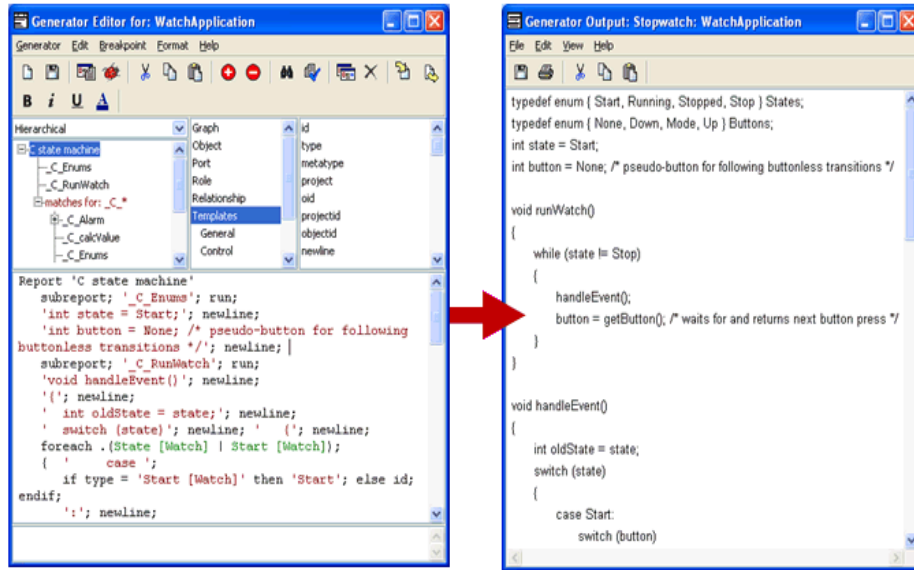 Generator Editor for: WatchApplication
Generator Edit Breakpoint Format Help
B i U A
Hierarchical
C state machine
_C_Enums
_C_RunWatch
matches for: _C_*
_C_Alarm
_C_calcValue
_C_Enums
Graph
Object
Port
Role
Relationship
Templates
General
Control
id
type
metatype
project
oid
projectid
objectid
newline
Report 'C state machine'
subreport; '_C_Enums'; run;
'int state = Start;'; newline;
'int button = None; /* pseudo-button for following
buttonless transitions */'; newline;
subreport; '_C_RunWatch'; run;
'void handleEvent()'; newline;
'{'; newline;
' int oldState = state;'; newline;
' switch (state)'; newline; ' {'; newline;
foreach .(State [Watch] | Start [Watch]);
{ ' case ';
if type = 'Start [Watch]' then 'Start'; else id;
endif;
':'; newline;
Generator Output: Stopwatch: WatchApplication
File Edit View Help
typedef enum { Start, Running, Stopped, Stop } States;
typedef enum { None, Down, Mode, Up } Buttons;
int state = Start;
int button = None; /* pseudo-button for following buttonless transitions */
void runWatch()
{
while (state != Stop)
{
handleEvent();
button = getButton(); /* waits for and returns next button press */
}
}
void handleEvent()
{
int oldState = state;
switch (state)
{
case Start:
switch (button)